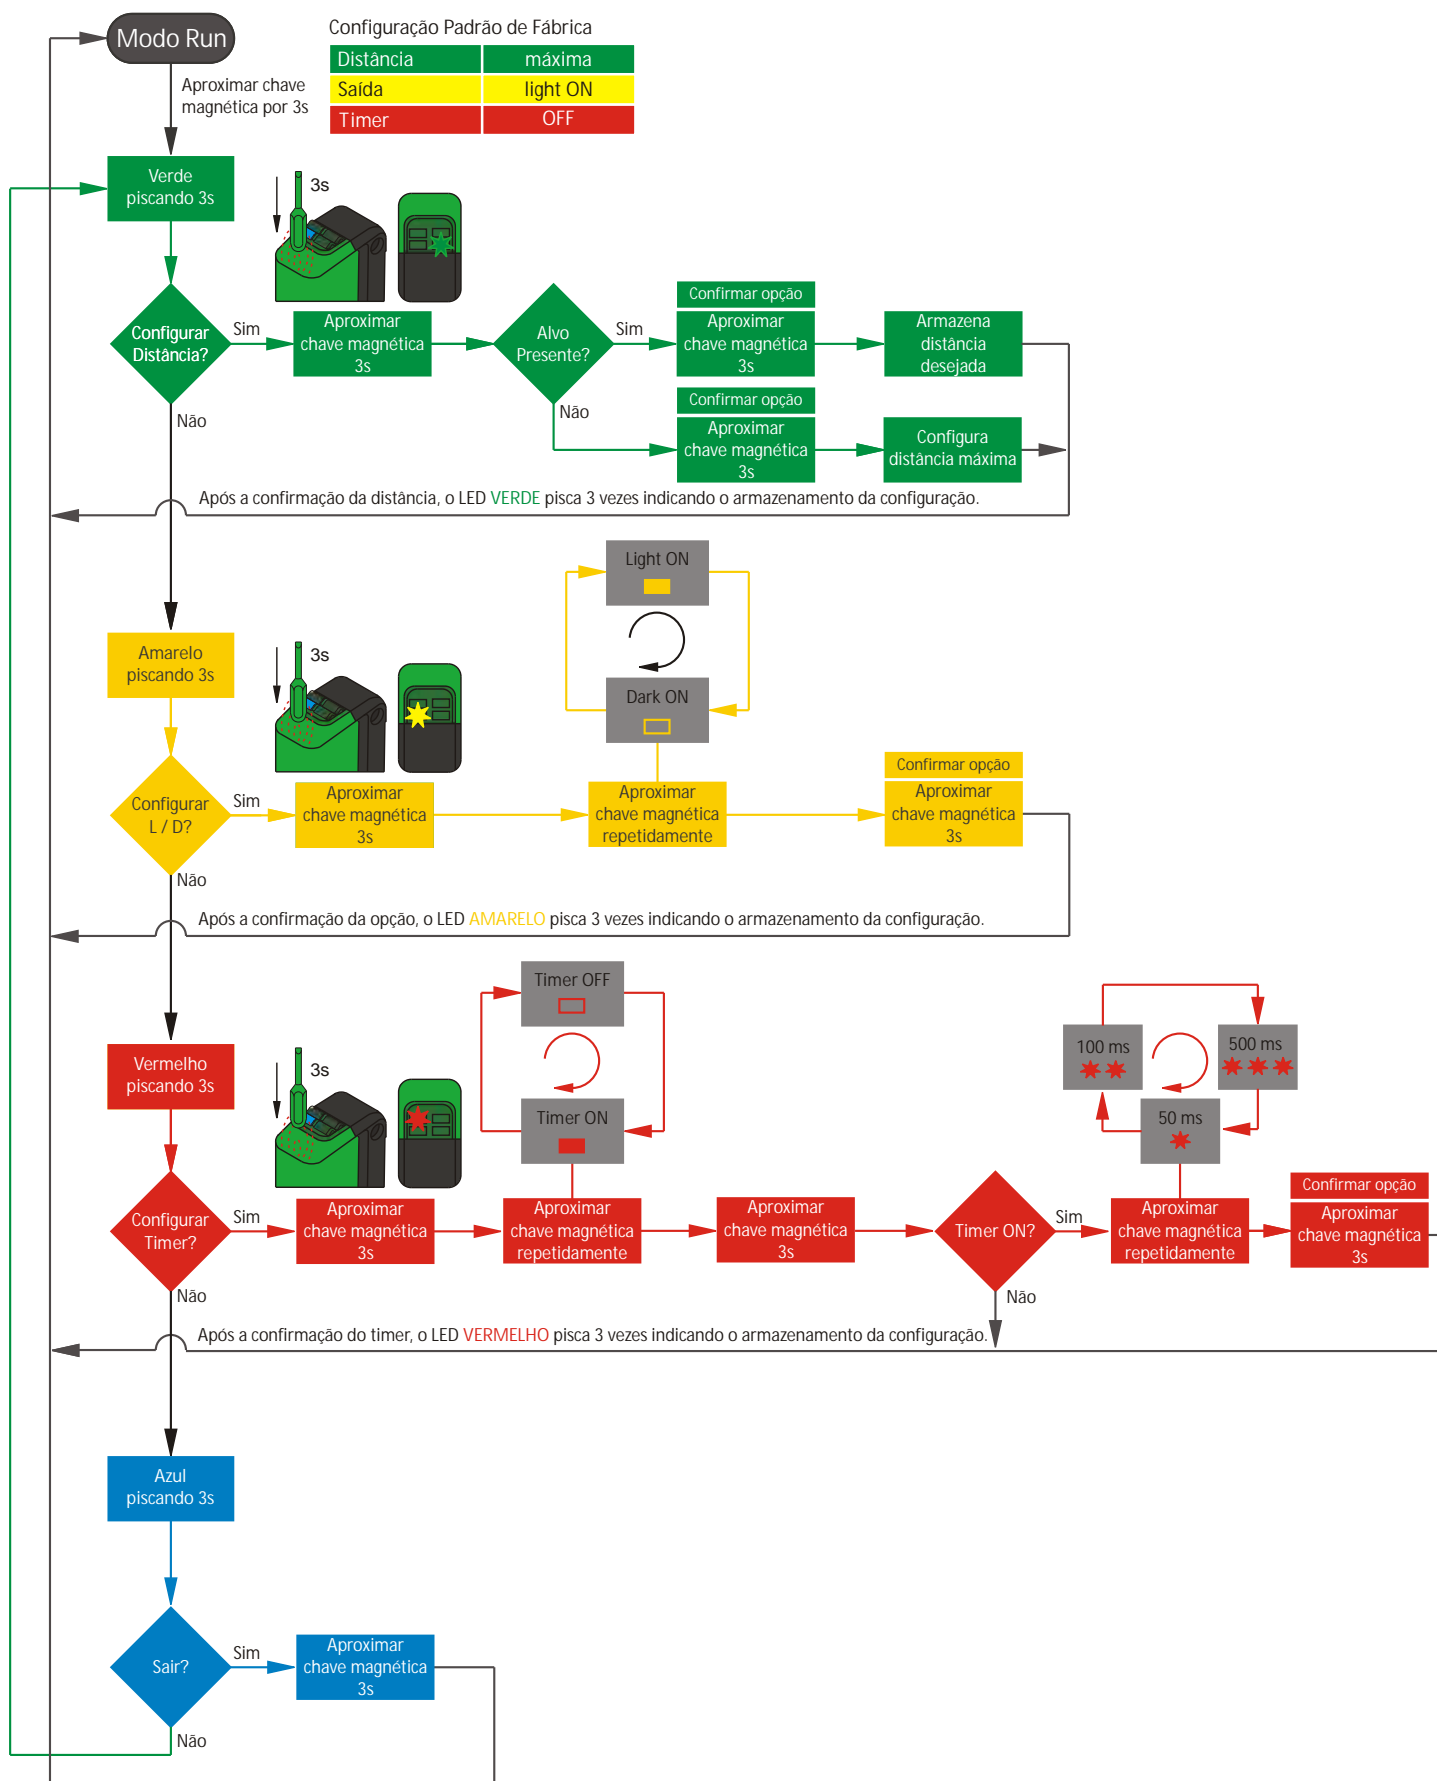 Modo Run
Configuração Padrão de Fábrica
Distância máxima
Saída light ON
Timer OFF
Aproximar chave
magnética por 3s
Verde
piscando 3s
3s
Configurar
Distância?
Sim
Aproximar
chave magnética
3s
Alvo
Presente?
Sim
Confirmar opção
Aproximar
chave magnética
3s
Armazena
distância
desejada
Não
Não
Confirmar opção
Aproximar
chave magnética
3s
Configura
distância máxima
Após a confirmação da distância, o LED VERDE pisca 3 vezes indicando o armazenamento da configuração.
Light ON
Dark ON
Amarelo
piscando 3s
3s
Configurar
L / D?
Sim
Aproximar
chave magnética
3s
Aproximar
chave magnética
repetidamente
Confirmar opção
Aproximar
chave magnética
3s
Não
Após a confirmação da opção, o LED AMARELO pisca 3 vezes indicando o armazenamento da configuração.
Timer OFF
Timer ON
100 ms
500 ms
50 ms
Vermelho
piscando 3s
3s
Configurar
Timer?
Sim
Aproximar
chave magnética
3s
Aproximar
chave magnética
repetidamente
Aproximar
chave magnética
3s
Timer ON?
Sim
Aproximar
chave magnética
repetidamente
Confirmar opção
Aproximar
chave magnética
3s
Não
Não
Após a confirmação do timer, o LED VERMELHO pisca 3 vezes indicando o armazenamento da configuração.
Azul
piscando 3s
Sair?
Sim
Aproximar
chave magnética
3s
Não